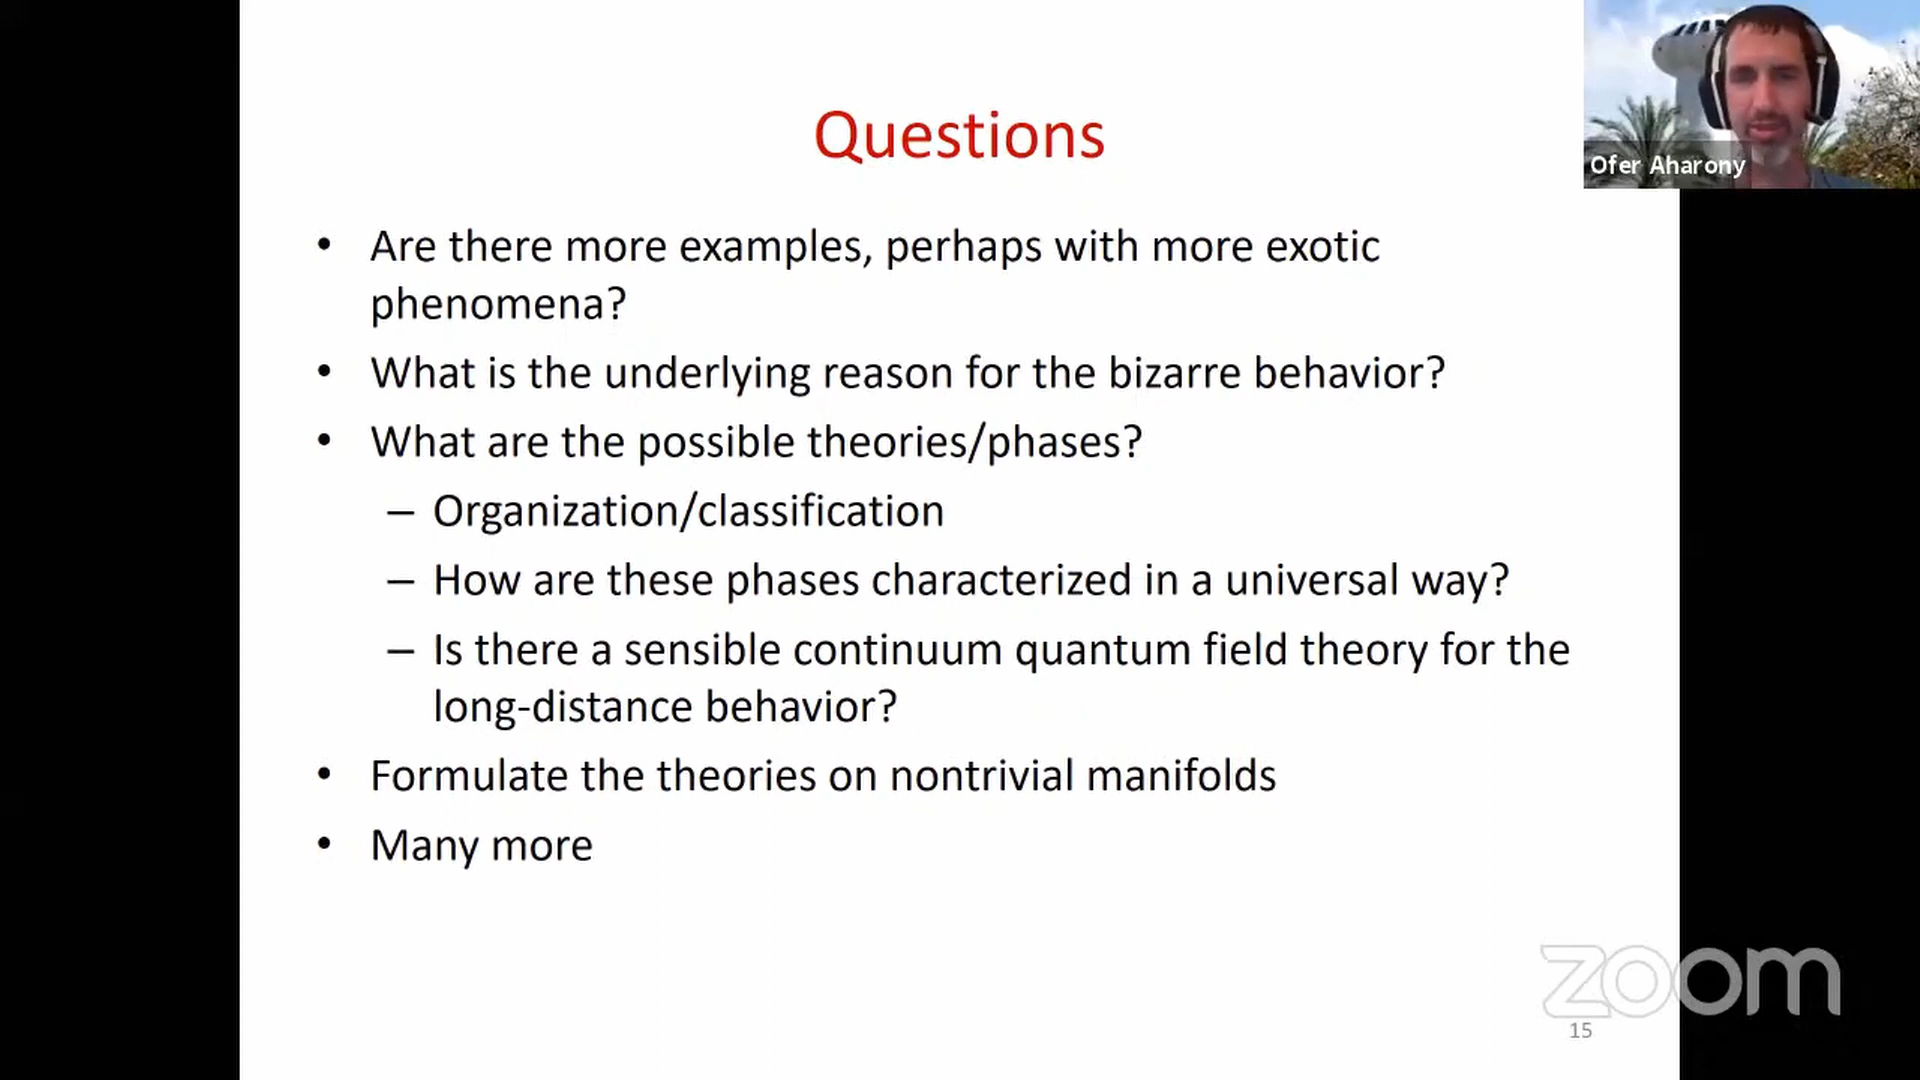 Questions
Ofer Aharony
• Are there more examples, perhaps with more exotic
phenomena?
• What is the underlying reason for the bizarre behavior?
• What are the possible theories/phases?
– Organization/classification
– How are these phases characterized in a universal way?
– Is there a sensible continuum quantum field theory for the
long-distance behavior?
• Formulate the theories on nontrivial manifolds
• Many more
zoom
15